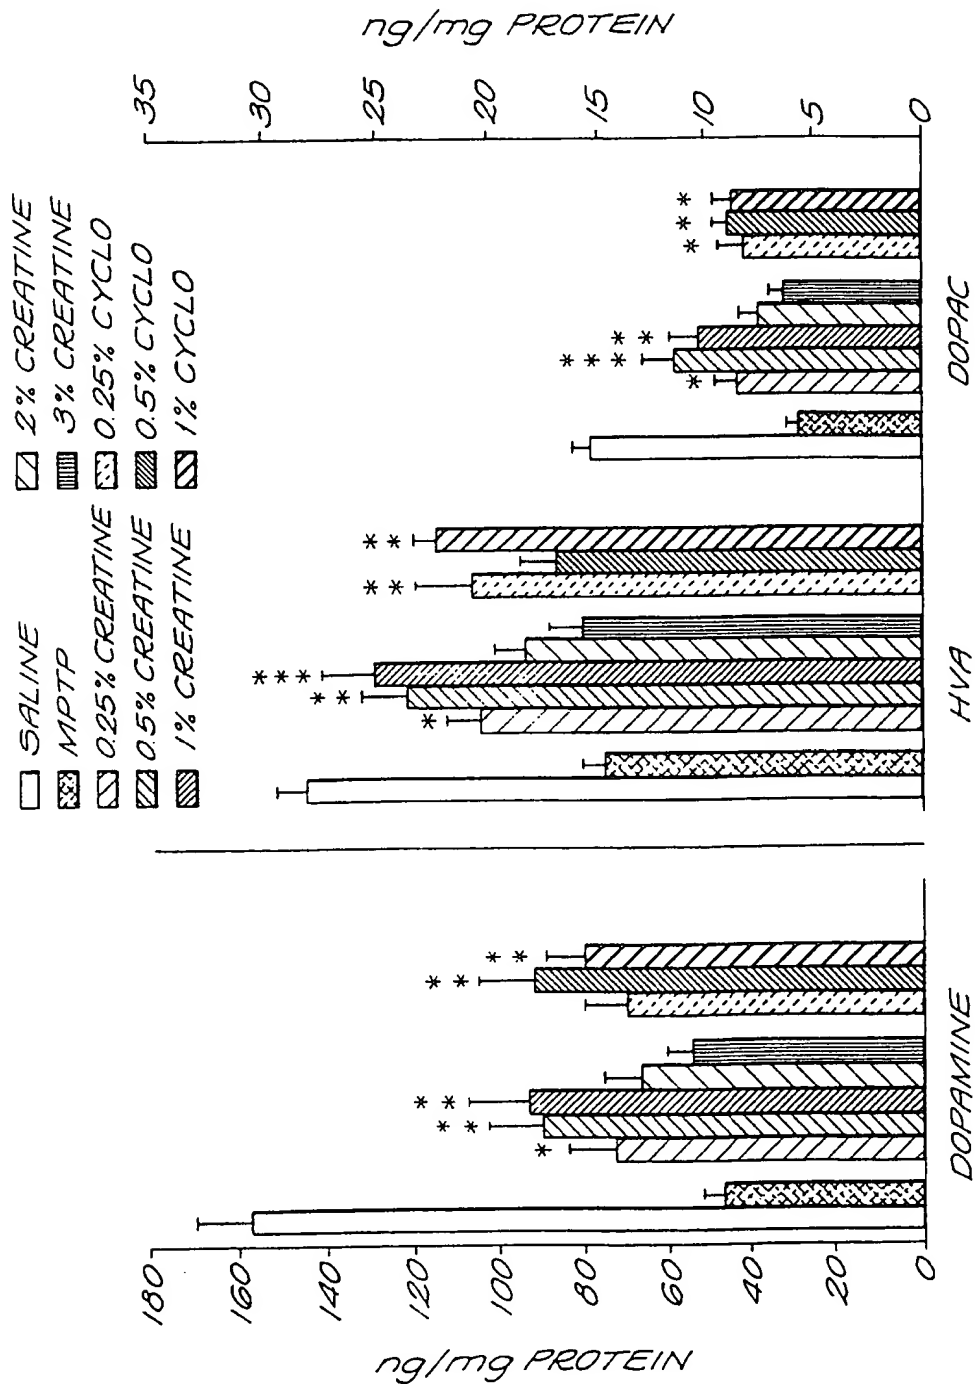 SALINE
MPTP
0.25% CREATINE
0.5% CREATINE
1% CREATINE
2% CREATINE
3% CREATINE
0.25% CYCLO
0.5% CYCLO
1% CYCLO
ng/mg PROTEIN
180
160
140
120
100
80
60
40
20
0
*
**
**
**
**
*
**
***
**
**
*
***
**
*
*
*
35
30
25
20
15
10
5
0
ng/mg PROTEIN
DOPAMINE
HVA
DOPAC